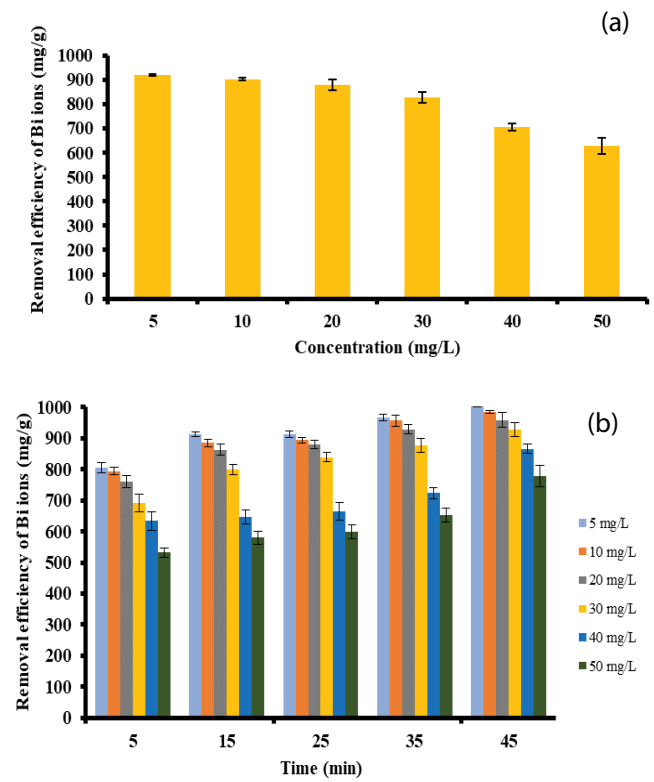 (a)
Removal efficiency of Bi ions (mg/g)
1000
900
800
700
600
500
400
300
200
100
0
5 10 20 30 40 50
Concentration (mg/L)
(b)
Removal efficiency of Bi ions (mg/g)
1000
900
800
700
600
500
400
300
200
100
0
5 mg/L
10 mg/L
20 mg/L
30 mg/L
40 mg/L
50 mg/L
5 15 25 35 45
Time (min)